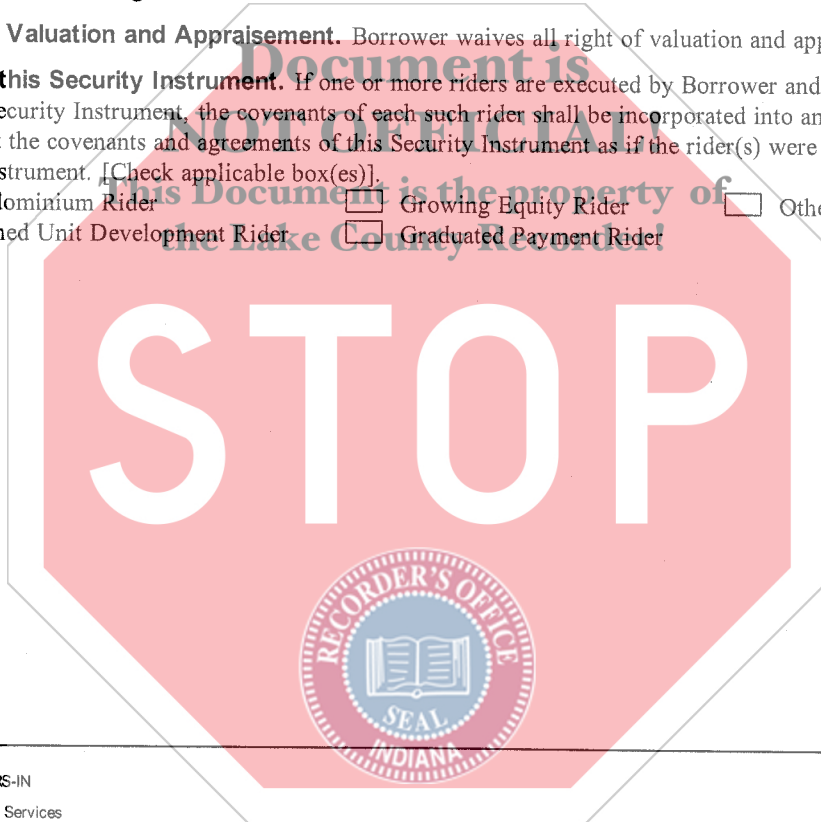 Valuation and Appraisement. Borrower waives all right of valuation and app
Document is
this Security Instrument. If one or more riders are executed by Borrower and
ecurity Instrument, the covenants of each such rider shall be incorporated into an
NOT OFFICIAL!
the covenants and agreements of this Security Instrument as if the rider(s) were
strument. [Check applicable box(es)].
This Document is the property of
ominium Rider Growing Equity Rider Othe
the Lake County Recorder!
ned Unit Development Rider Graduated Payment Rider
STOP
RECORDER'S OFFICE
SEAL
INDIANA
S-IN
Services